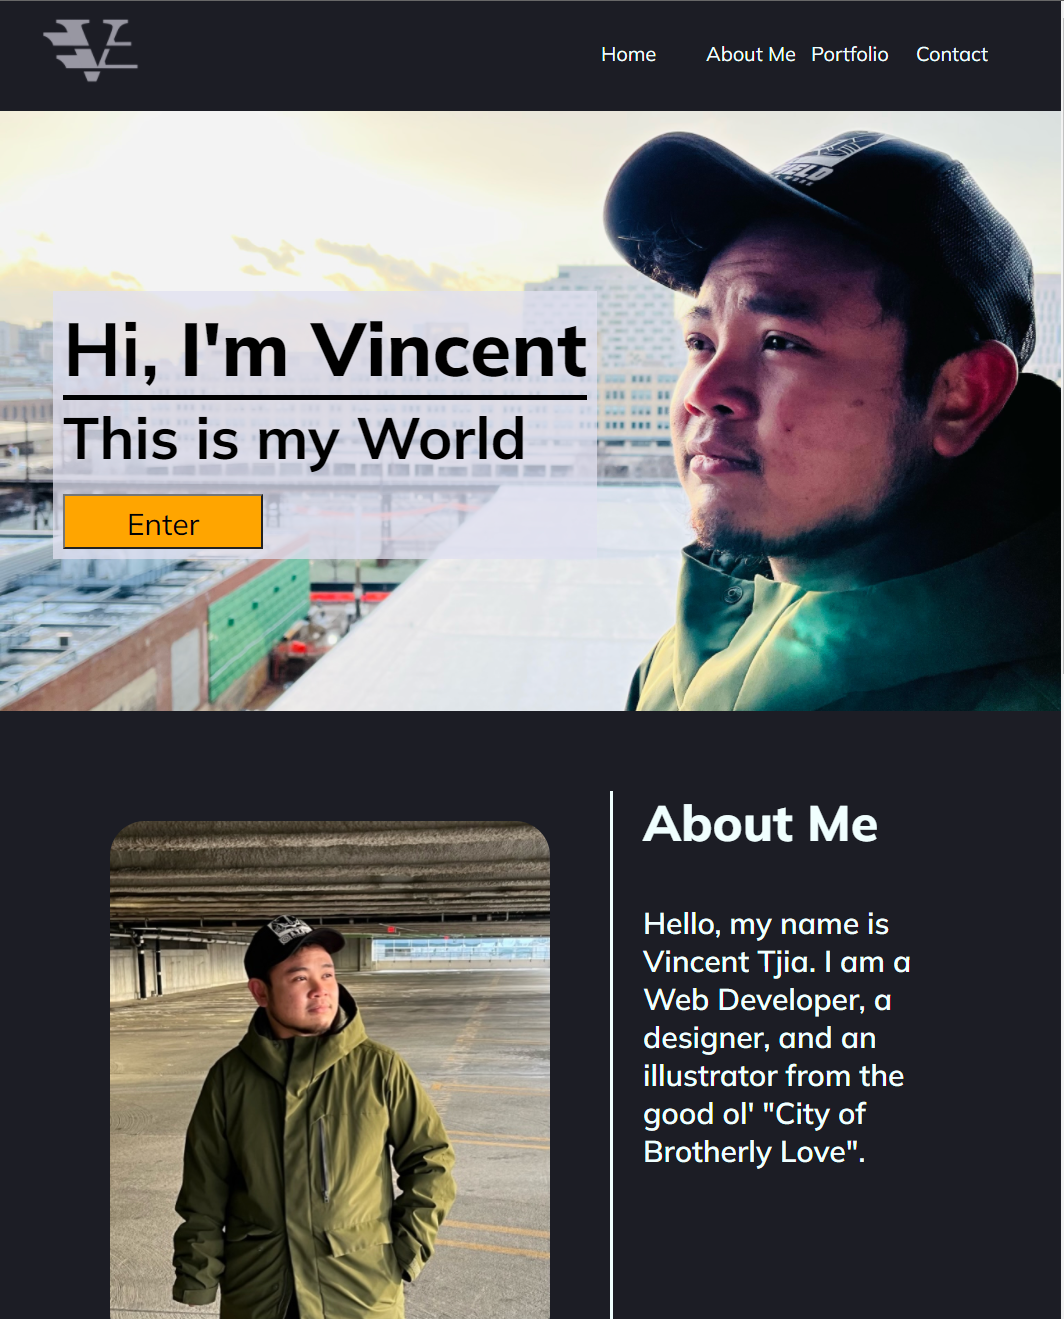 Home About Me Portfolio Contact
Hi, I'm Vincent
This is my World
Enter
About Me
Hello, my name is
Vincent Tjia. I am a
Web Developer, a
designer, and an
illustrator from the
good ol' "City of
Brotherly Love".